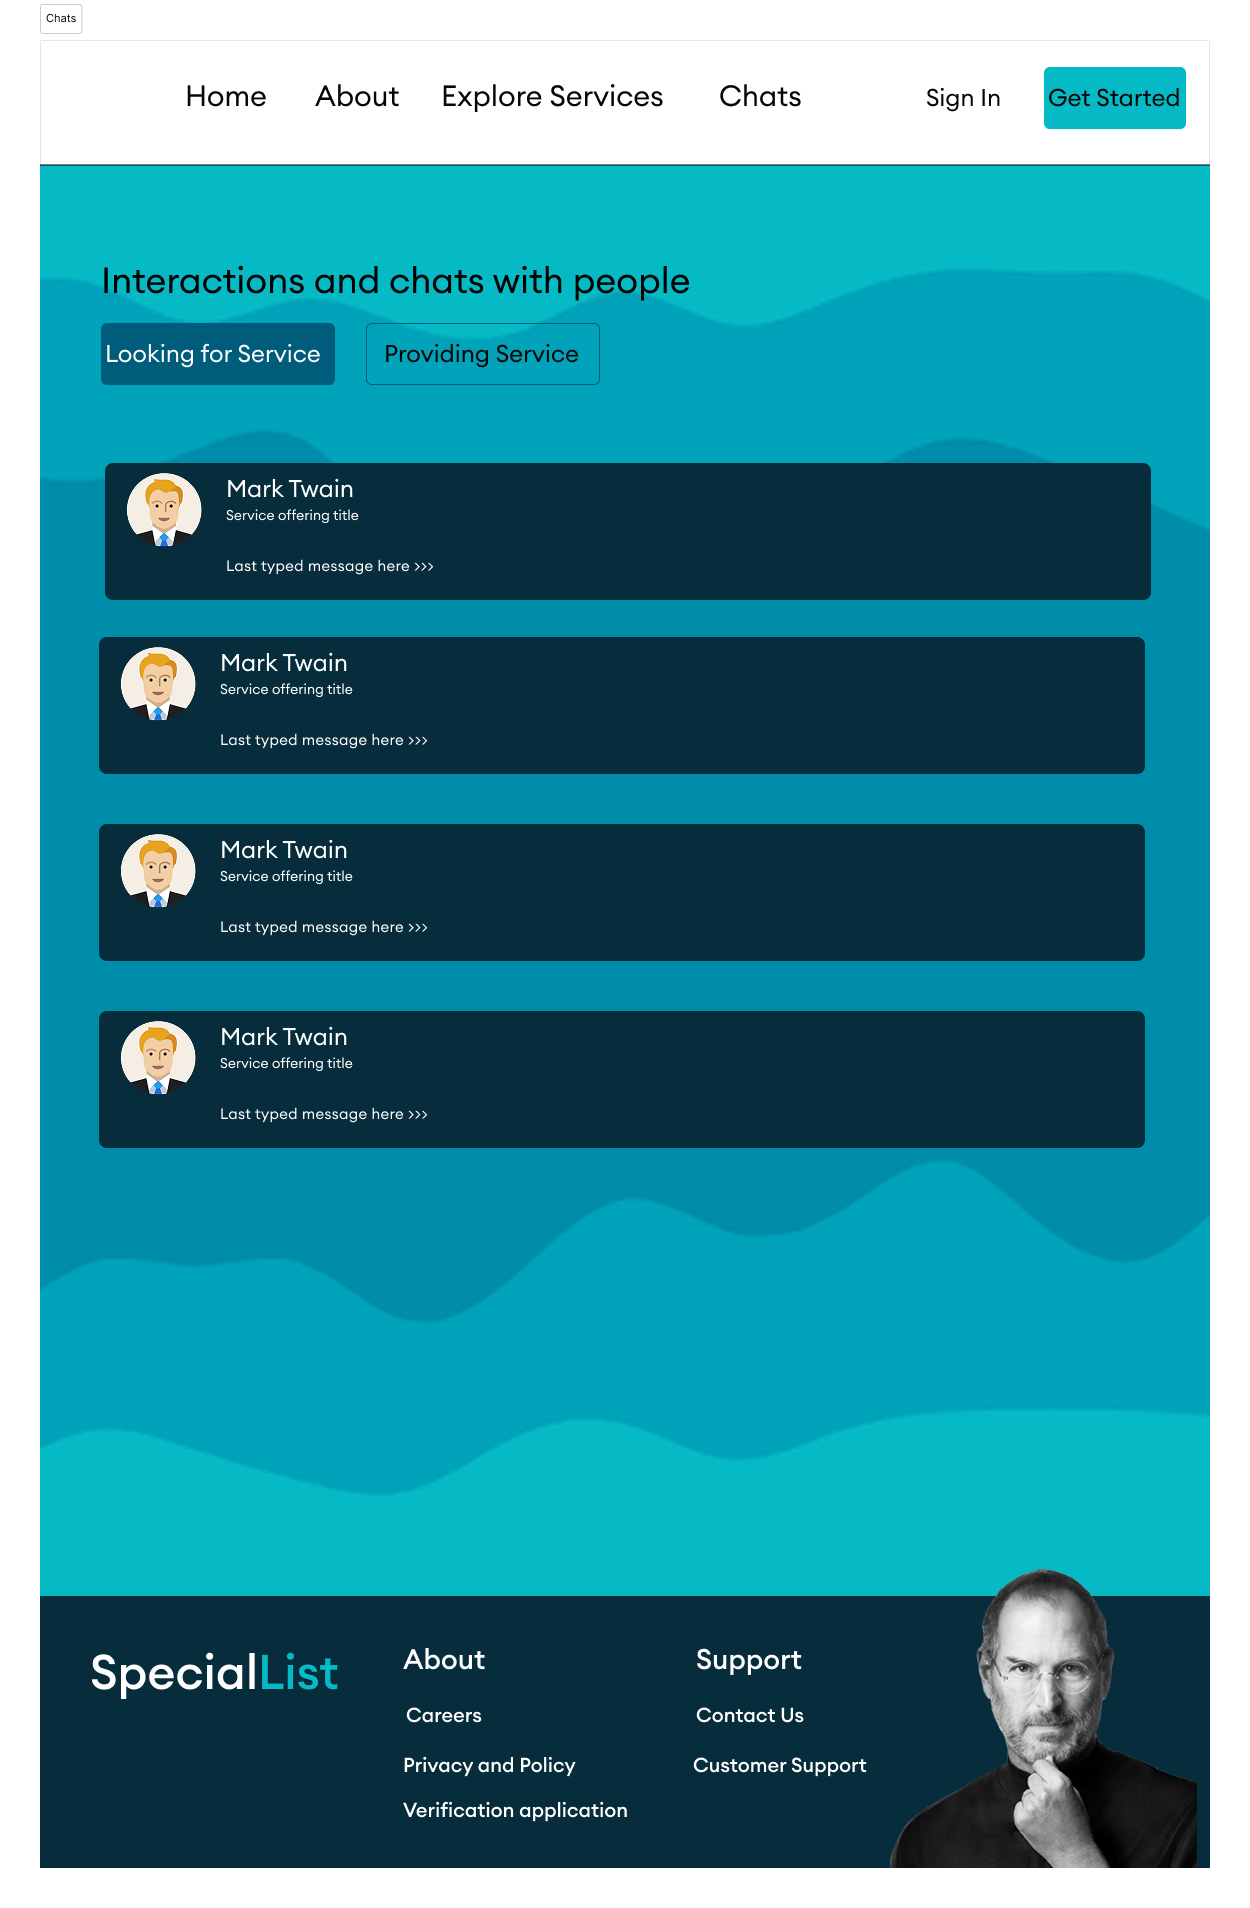 Chats
Home About Explore Services Chats Sign In Get Started
Interactions and chats with people
Looking for Service Providing Service
Mark Twain
Service offering title
Last typed message here >>>
Mark Twain
Service offering title
Last typed message here >>>
Mark Twain
Service offering title
Last typed message here >>>
Mark Twain
Service offering title
Last typed message here >>>
SpecialList
About
Careers
Privacy and Policy
Verification application
Support
Contact Us
Customer Support